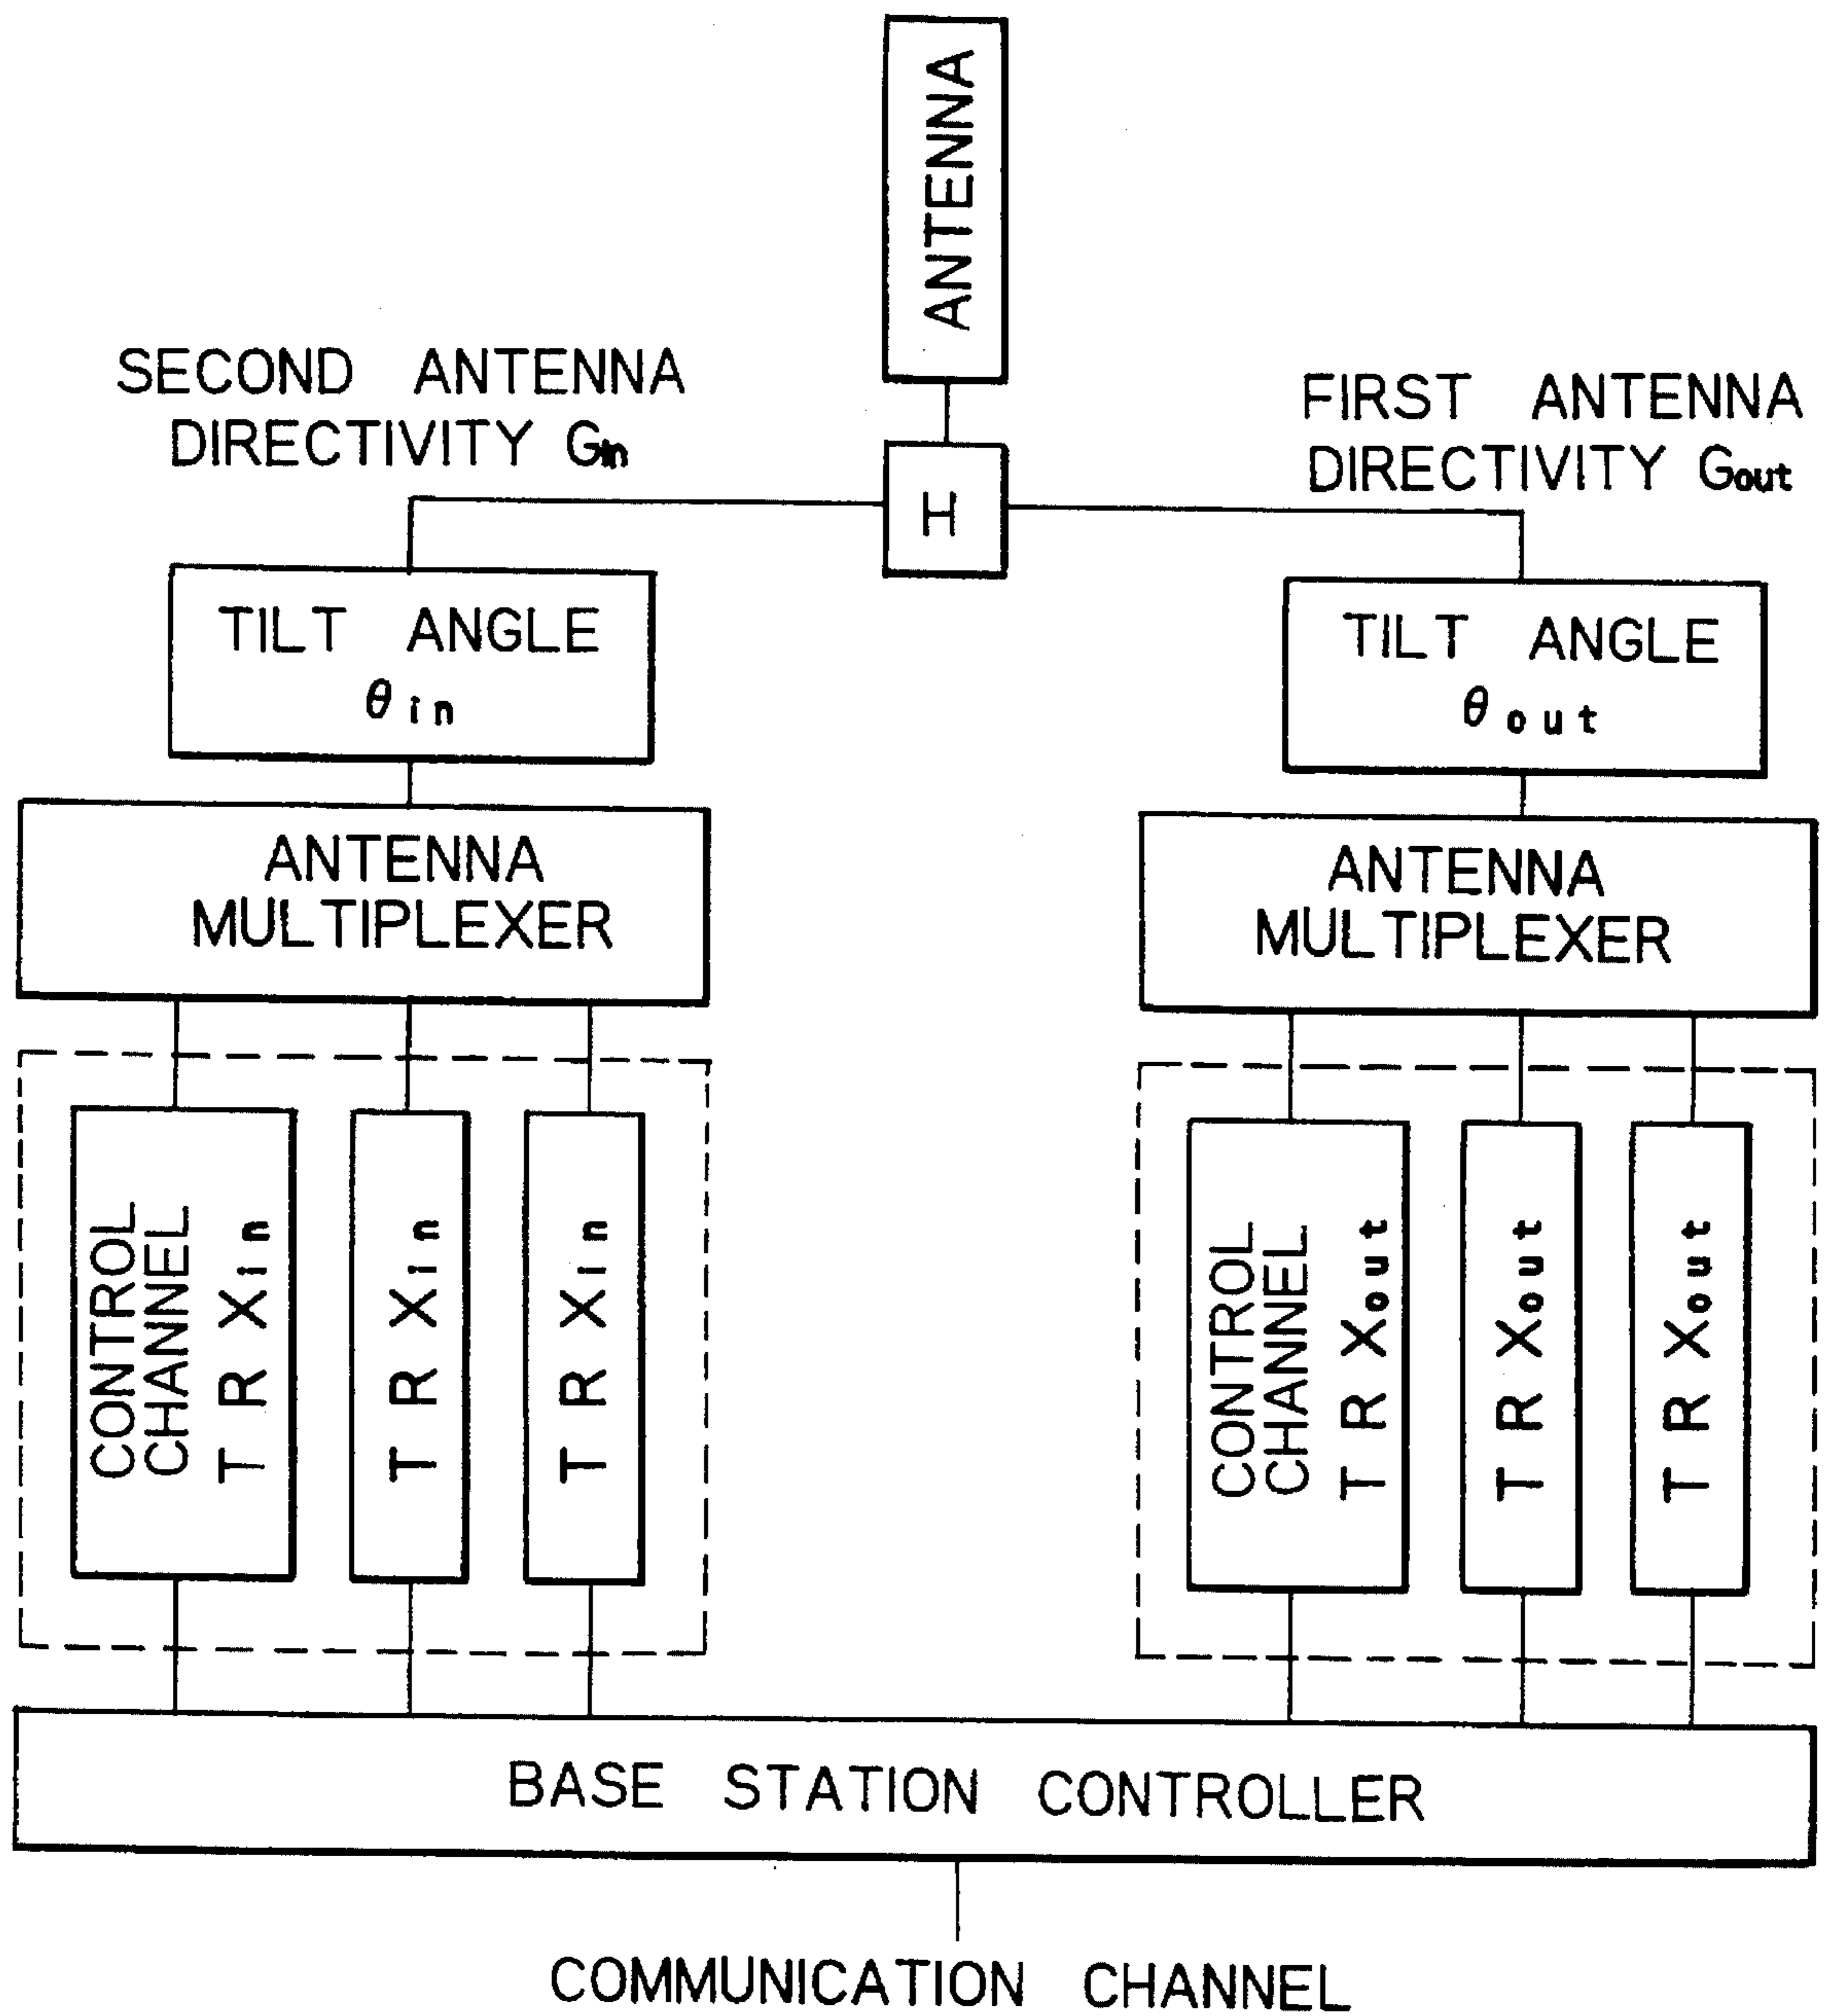 ANTENNA
SECOND ANTENNA
DIRECTIVITY Gin
FIRST ANTENNA
DIRECTIVITY Gout
H
TILT ANGLE
θin
TILT ANGLE
θout
ANTENNA
MULTIPLEXER
ANTENNA
MULTIPLEXER
CONTROL
CHANNEL
TRXin
TRXin
TRXin
CONTROL
CHANNEL
TRXout
TRXout
TRXout
BASE STATION CONTROLLER
COMMUNICATION CHANNEL